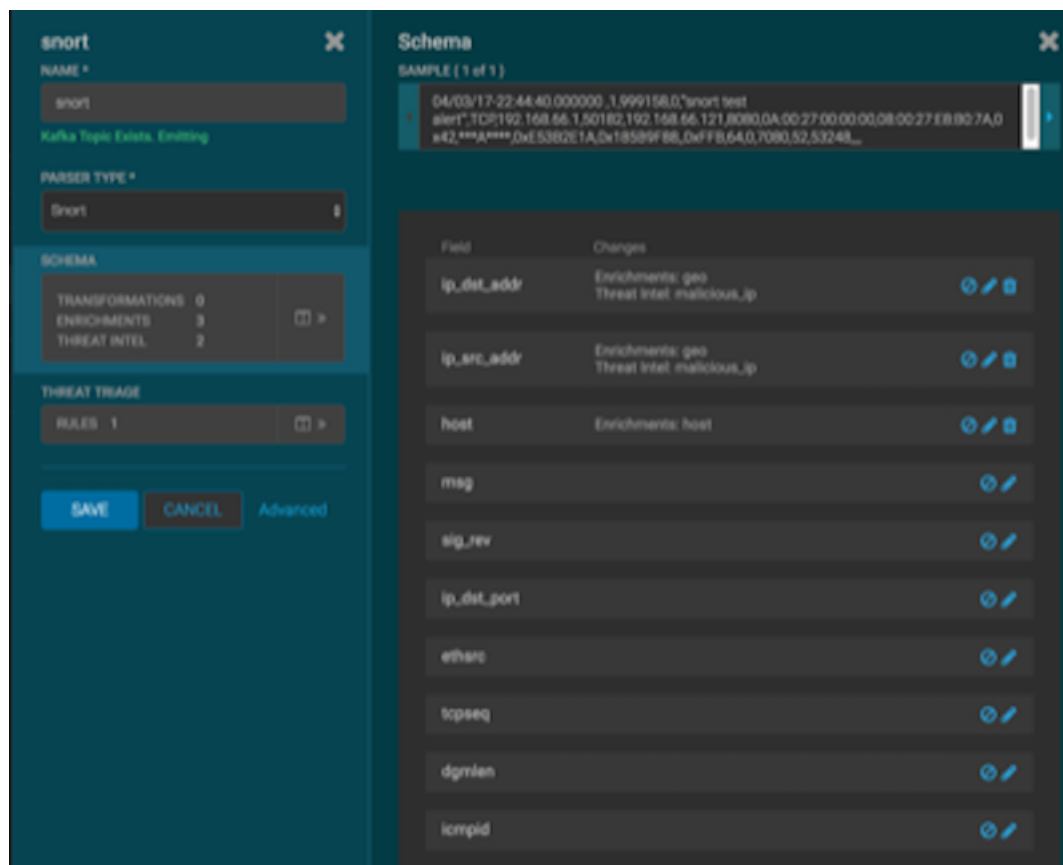 snort
NAME *
snort
Kafka Topic Exists. Emitting
PARSER TYPE *
Snort
SCHEMA
TRANSFORMATIONS 0
ENRICHMENTS 3
THREAT INTEL 2
THREAT TRIAGE
RULES 1
SAVE CANCEL Advanced
Schema
SAMPLE ( 1 of 1 )
04/03/17-22:44:40.000000 ,1,999158,0,"snort test
alert",TCP,192.168.66.1,50182,192.168.66.121,8080,0A:00:27:00:00:00,08:00:27:E8:B0:7A,0
x42,***A****,0xE53B2E1A,0x185B9FBB,,0xFFB,64,0,7080,52,53248,,,,
Field Changes
ip_dst_addr Enrichments: geo
Threat Intel: malicious_ip
ip_src_addr Enrichments: geo
Threat Intel: malicious_ip
host Enrichments: host
msg
sig_rev
ip_dst_port
ethsrc
tcpseq
dgmlen
icmpid